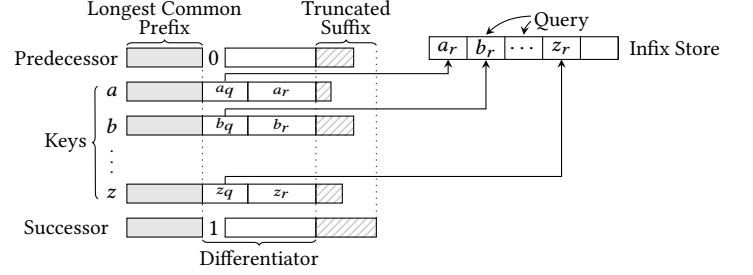 Longest Common
Prefix
Truncated
Suffix
Query
a_r b_r ... z_r
Infix Store
Predecessor 0
Keys
a a_q a_r
b b_q b_r
⋮
z z_q z_r
Successor 1
Differentiator